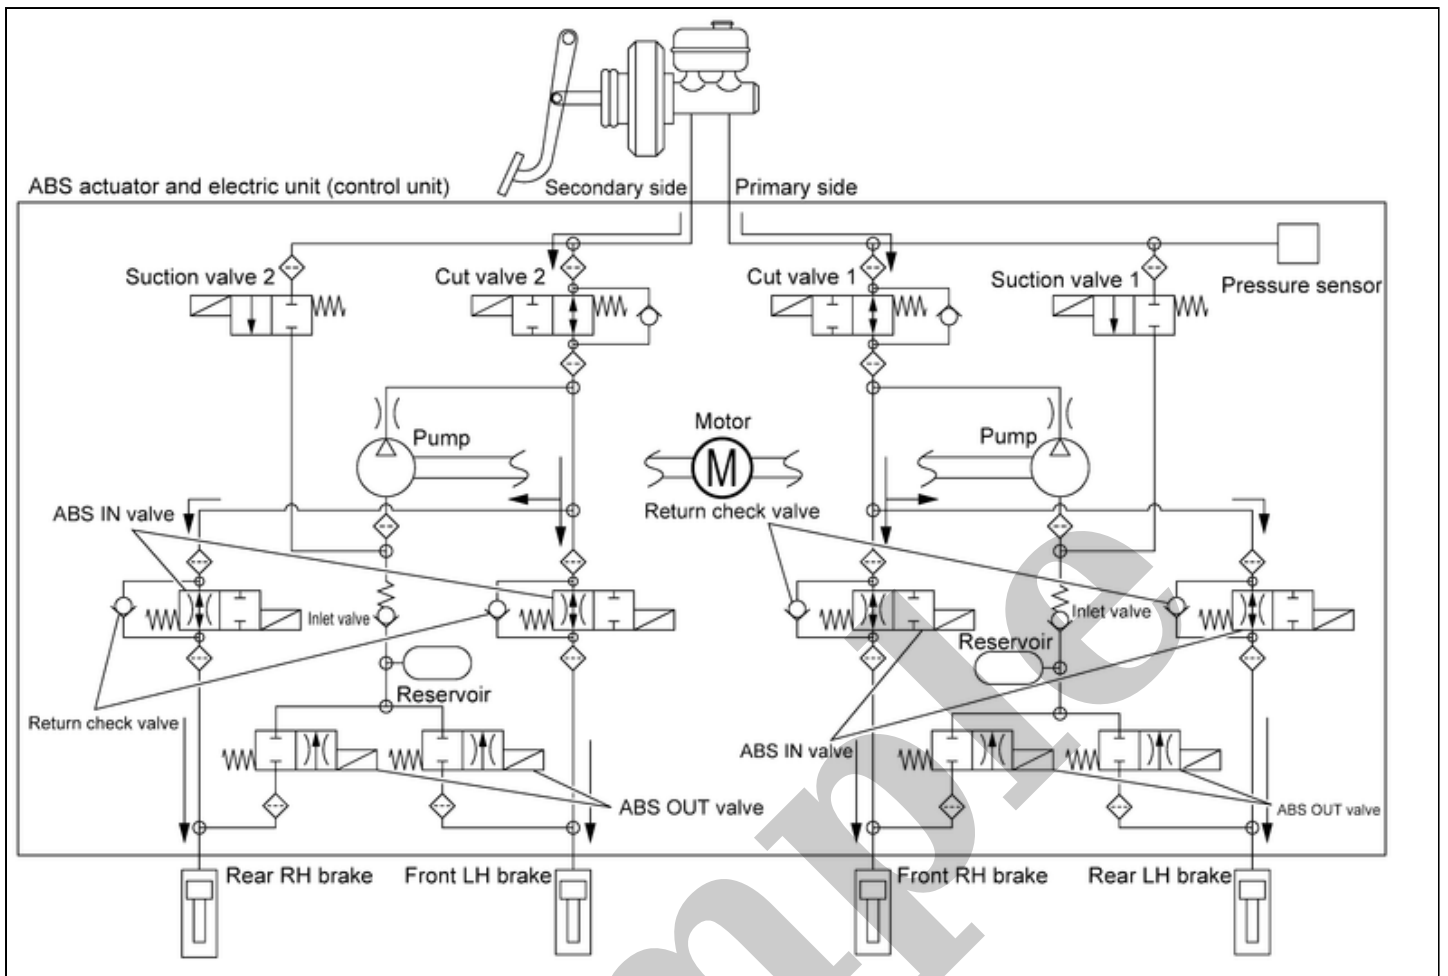 ABS actuator and electric unit (control unit)
Secondary side
Primary side
Suction valve 2
Cut valve 2
Cut valve 1
Suction valve 1
Pressure sensor
Motor
M
Pump
Pump
ABS IN valve
Return check valve
Inlet valve
Inlet valve
Reservoir
Reservoir
Return check valve
ABS IN valve
ABS OUT valve
ABS OUT valve
Rear RH brake
Front LH brake
Front RH brake
Rear LH brake